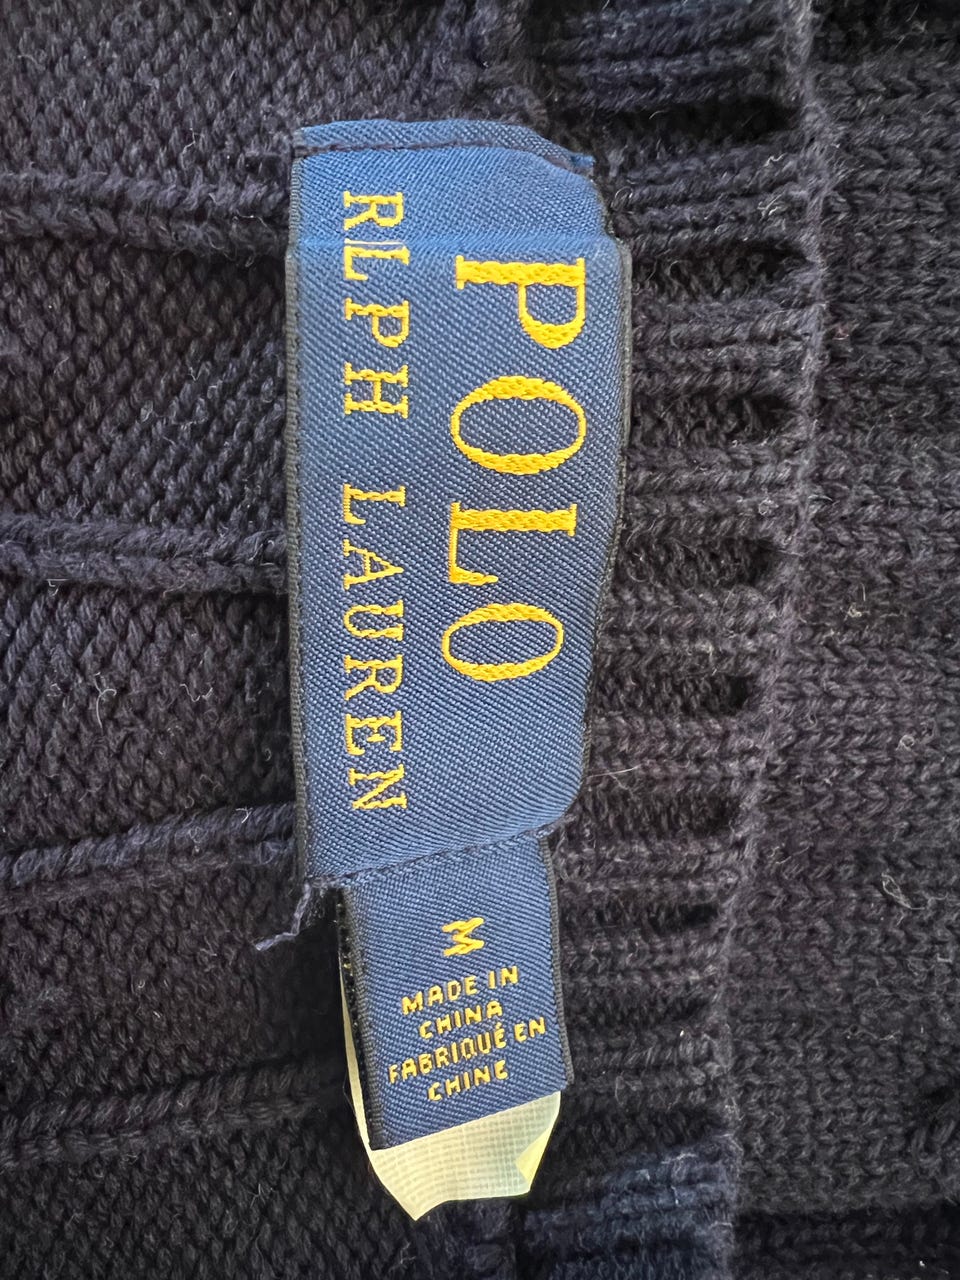 POLO
RLPH LAUREN
M
MADE IN
CHINA
FABRIQUÉ EN
CHINE